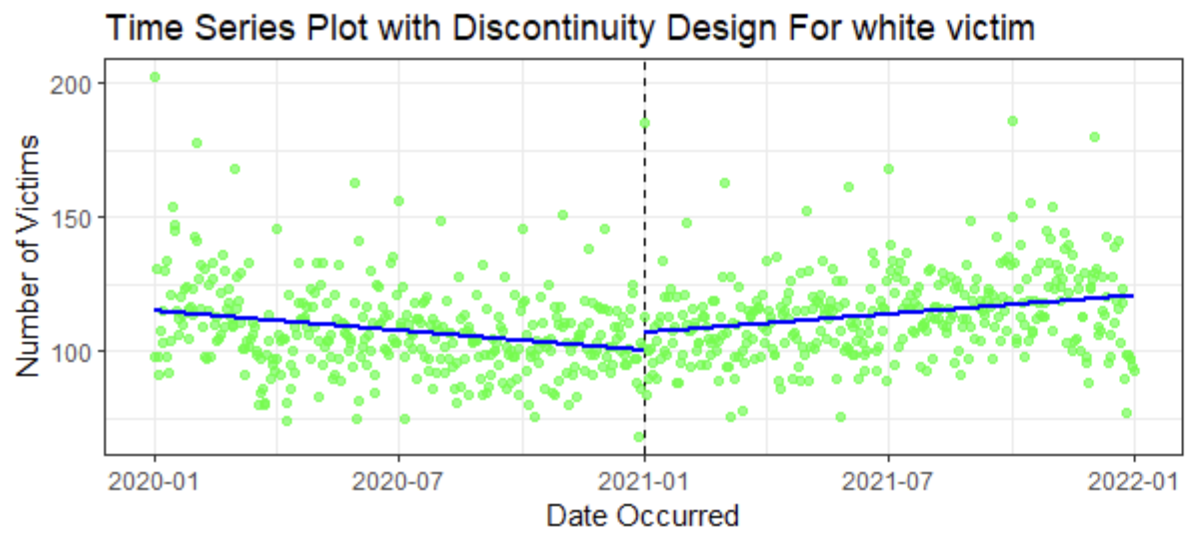 Time Series Plot with Discontinuity Design For white victim
Number of Victims
200
150
100
2020-01 2020-07 2021-01 2021-07 2022-01
Date Occurred